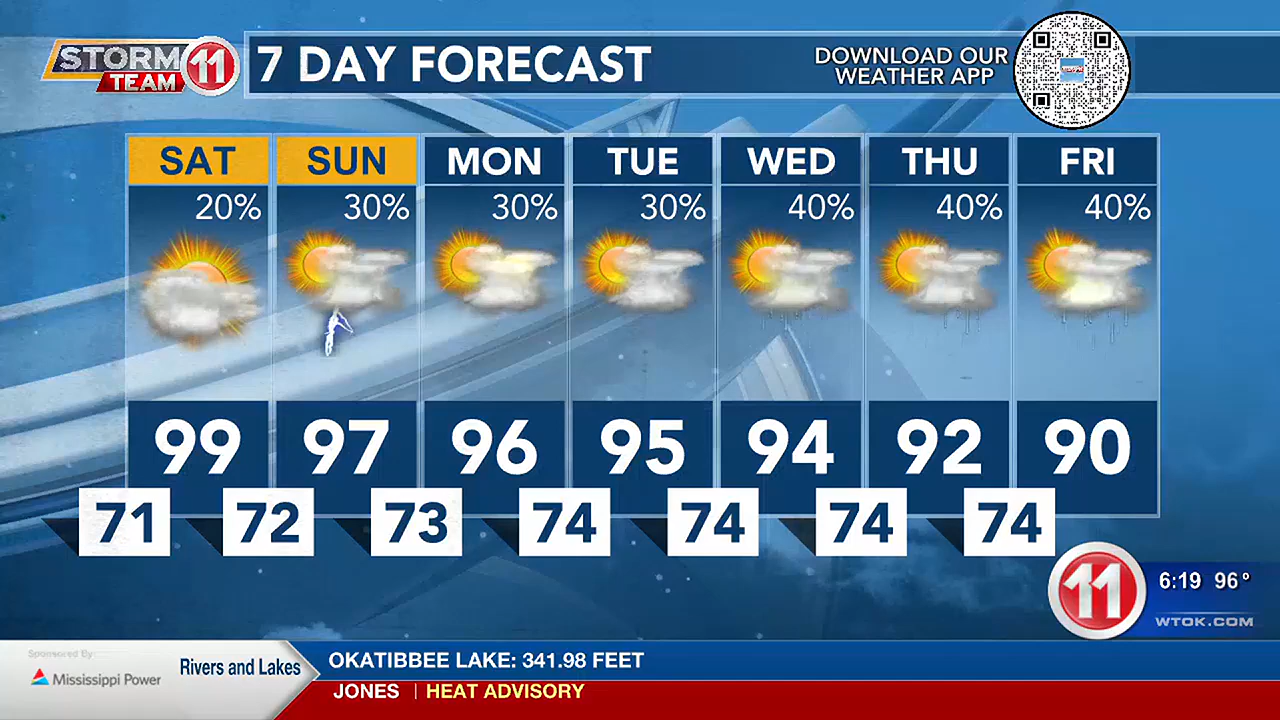 STORM
TEAM
11
7 DAY FORECAST
DOWNLOAD OUR
WEATHER APP
SAT SUN MON TUE WED THU FRI
20% 30% 30% 30% 40% 40% 40%
99 97 96 95 94 92 90
71 72 73 74 74 74 74
11
6:19 96°
WTOK.COM
Sponsored By:
Mississippi Power
Rivers and Lakes
OKATIBBEE LAKE: 341.98 FEET
JONES | HEAT ADVISORY